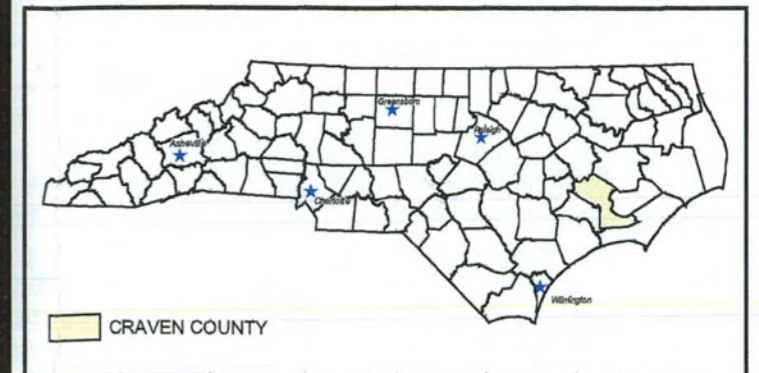 Greensboro
Raleigh
Asheville
Charlotte
Wilmington
CRAVEN COUNTY